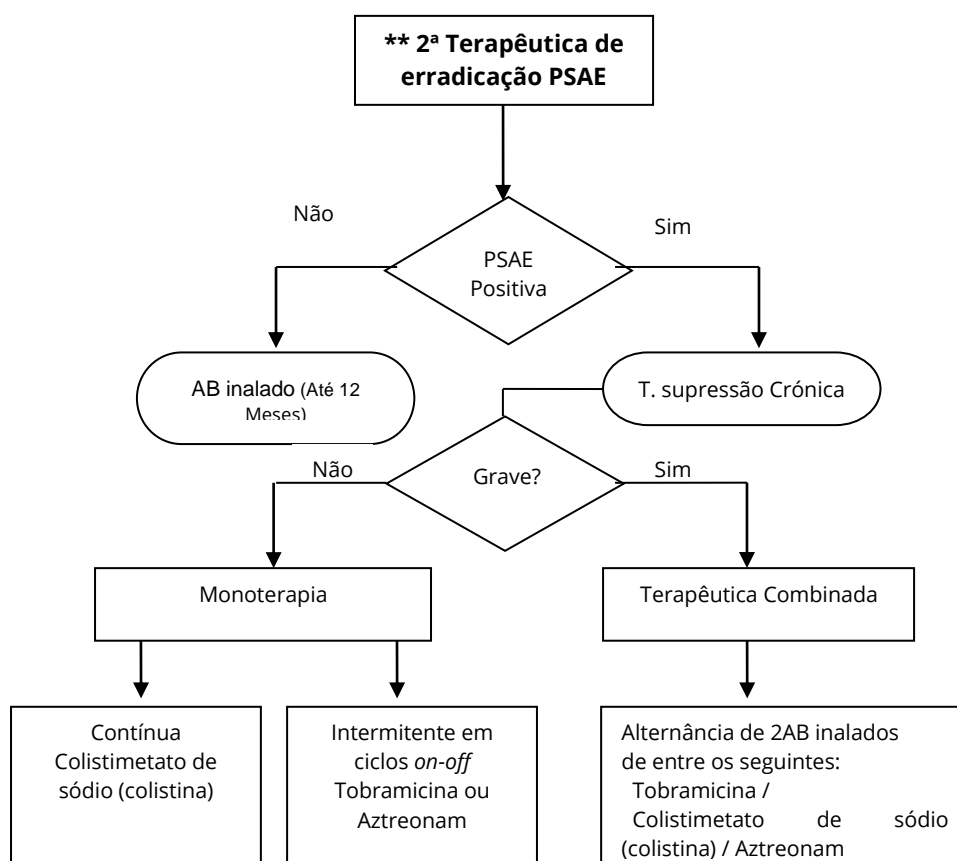 ** 2ª Terapêutica de
erradicação PSAE
Não
Sim
PSAE
Positiva
AB inalado (Até 12
Meses)
T. supressão Crónica
Não
Grave?
Sim
Monoterapia
Terapêutica Combinada
Contínua
Colistimetato de
sódio (colistina)
Intermitente em
ciclos on-off
Tobramicina ou
Aztreonam
Alternância de 2AB inalados
de entre os seguintes:
Tobramicina /
Colistimetato de sódio
(colistina) / Aztreonam